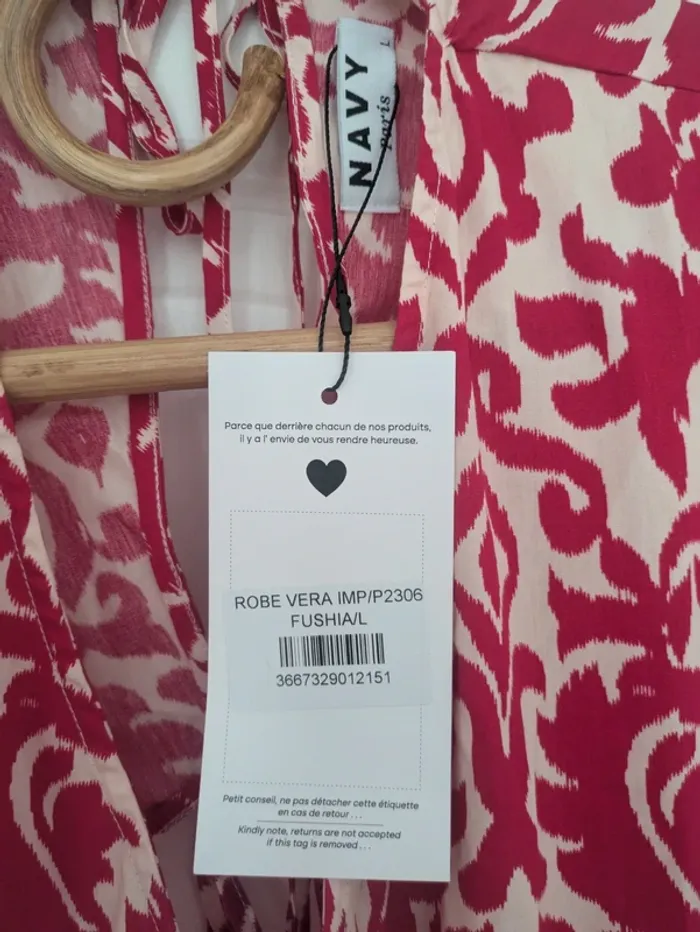 NAVY
Paris
L
Parce que derrière chacun de nos produits,
il y a l' envie de vous rendre heureuse.
ROBE VERA IMP/P2306
FUSHIA/L
3667329012151
Petit conseil, ne pas détacher cette étiquette
en cas de retour . . .
Kindly note, returns are not accepted
if this tag is removed . . .